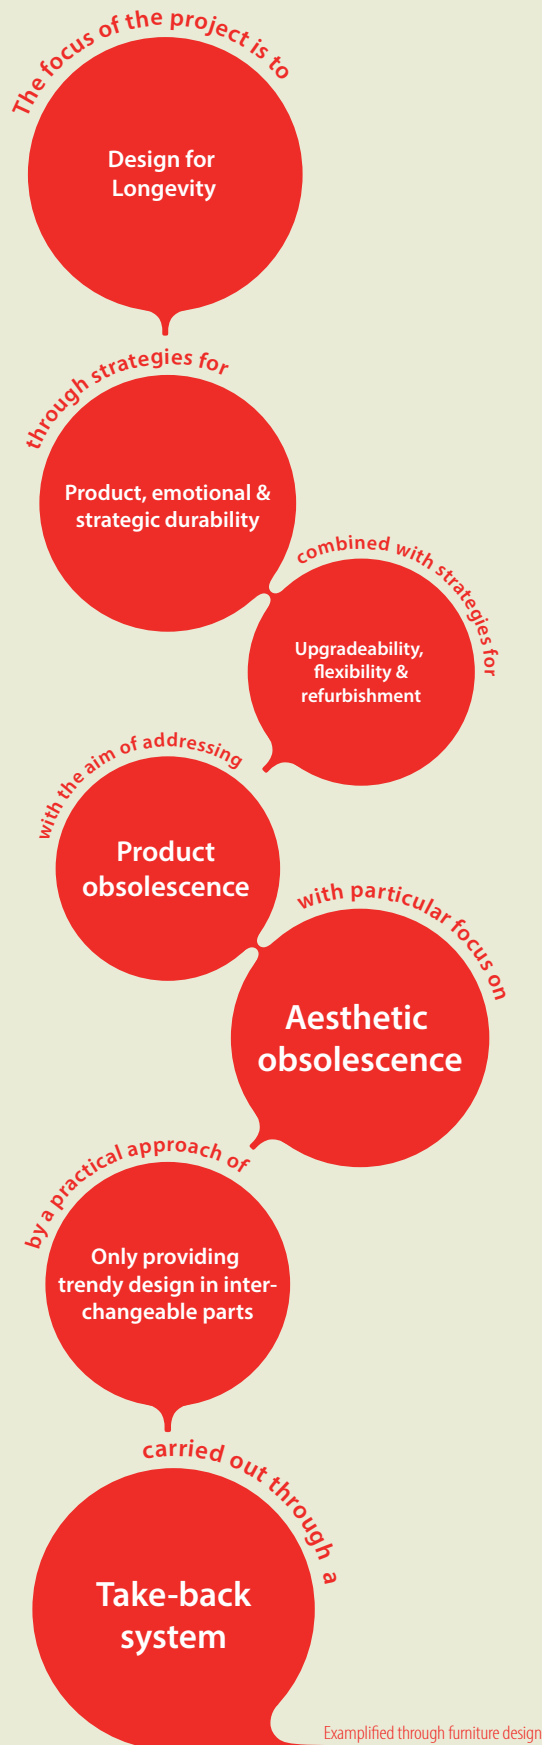 The focus of the project is to
Design for
Longevity
through strategies for
Product, emotional &
strategic durability
combined with strategies for
Upgradeability,
flexibility &
refurbishment
with the aim of addressing
Product
obsolescence
with particular focus on
Aesthetic
obsolescence
by a practical approach of
Only providing
trendy design in inter-
changeable parts
carried out through a
Take-back
system
Examplified through furniture design